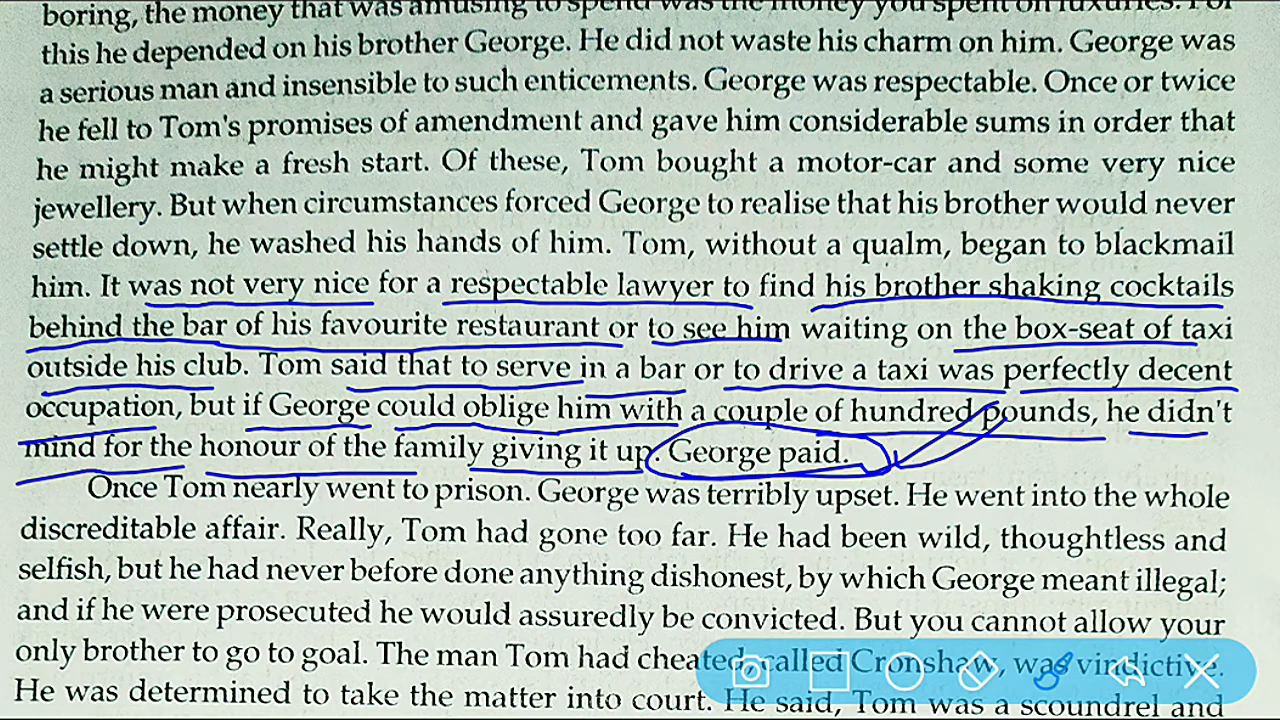 boring, the money that was amusing to spend was the money you spent on luxuries. For
this he depended on his brother George. He did not waste his charm on him. George was
a serious man and insensible to such enticements. George was respectable. Once or twice
he fell to Tom's promises of amendment and gave him considerable sums in order that
he might make a fresh start. Of these, Tom bought a motor-car and some very nice
jewellery. But when circumstances forced George to realise that his brother would never
settle down, he washed his hands of him. Tom, without a qualm, began to blackmail
him. It was not very nice for a respectable lawyer to find his brother shaking cocktails
behind the bar of his favourite restaurant or to see him waiting on the box-seat of taxi
outside his club. Tom said that to serve in a bar or to drive a taxi was perfectly decent
occupation, but if George could oblige him with a couple of hundred pounds, he didn't
mind for the honour of the family giving it up. George paid.
Once Tom nearly went to prison. George was terribly upset. He went into the whole
discreditable affair. Really, Tom had gone too far. He had been wild, thoughtless and
selfish, but he had never before done anything dishonest, by which George meant illegal;
and if he were prosecuted he would assuredly be convicted. But you cannot allow your
only brother to go to goal. The man Tom had cheated, called Cronshaw, was vindictive.
He was determined to take the matter into court. He said, Tom was a scoundrel and